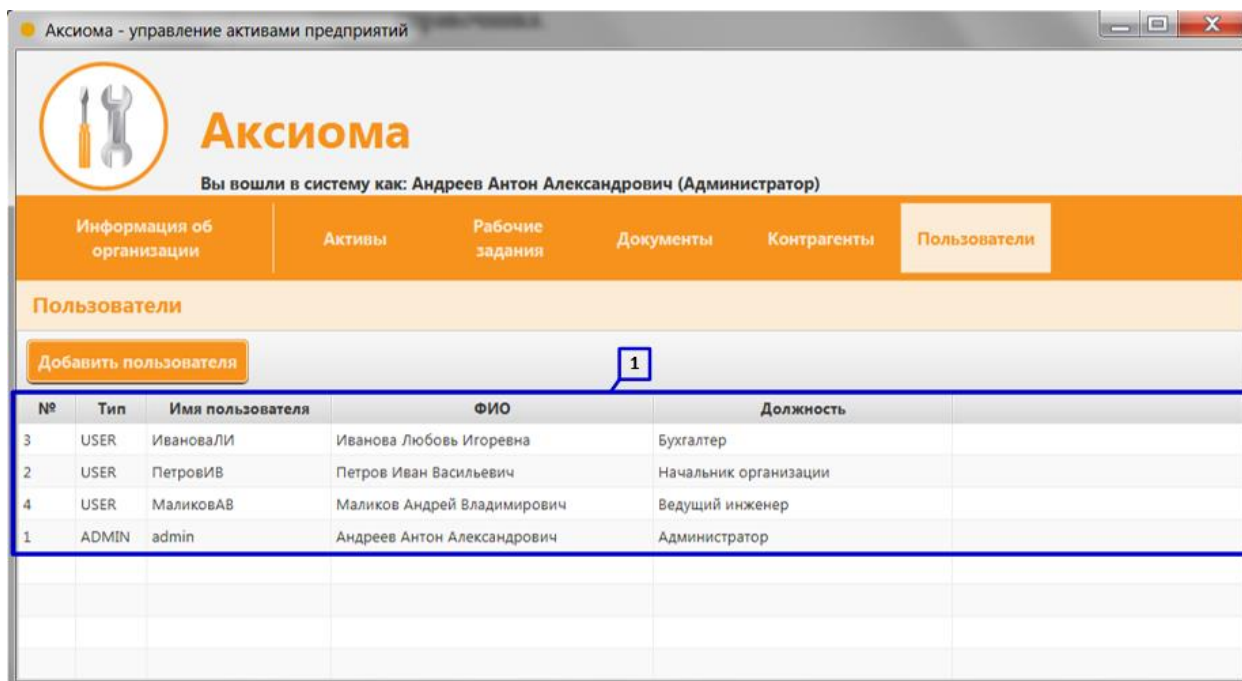 Аксиома - управление активами предприятий
Аксиома
Вы вошли в систему как: Андреев Антон Александрович (Администратор)
Информация об организации Активы Рабочие задания Документы Контрагенты Пользователи
Пользователи
Добавить пользователя
1
№ Тип Имя пользователя ФИО Должность
3 USER ИвановаЛИ Иванова Любовь Игоревна Бухгалтер
2 USER ПетровИВ Петров Иван Васильевич Начальник организации
4 USER МаликовАВ Маликов Андрей Владимирович Ведущий инженер
1 ADMIN admin Андреев Антон Александрович Администратор